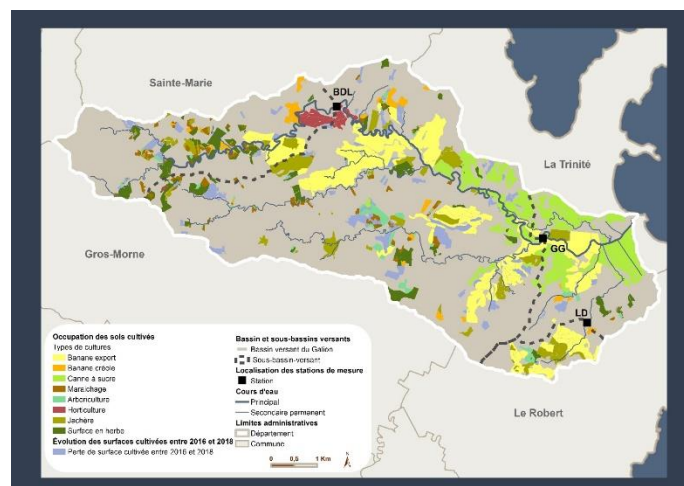 Sainte-Marie
BDL
La Trinité
Gros-Morne
GG
LD
Le Robert
Occupation des sols cultivés
Types de cultures
Banane export
Banane créole
Canne à sucre
Maraîchage
Arboriculture
Horticulture
Jachère
Surface en herbe
Évolution des surfaces cultivées entre 2016 et 2018
Perte de surface cultivée entre 2016 et 2018
Bassin et sous-bassins versants
Bassin versant du Galion
Sous-bassin-versant
Localisation des stations de mesure
Station
Cours d'eau
Principal
Secondaire permanent
Limites administratives
Département
Commune
0 0,5 1 Km
N